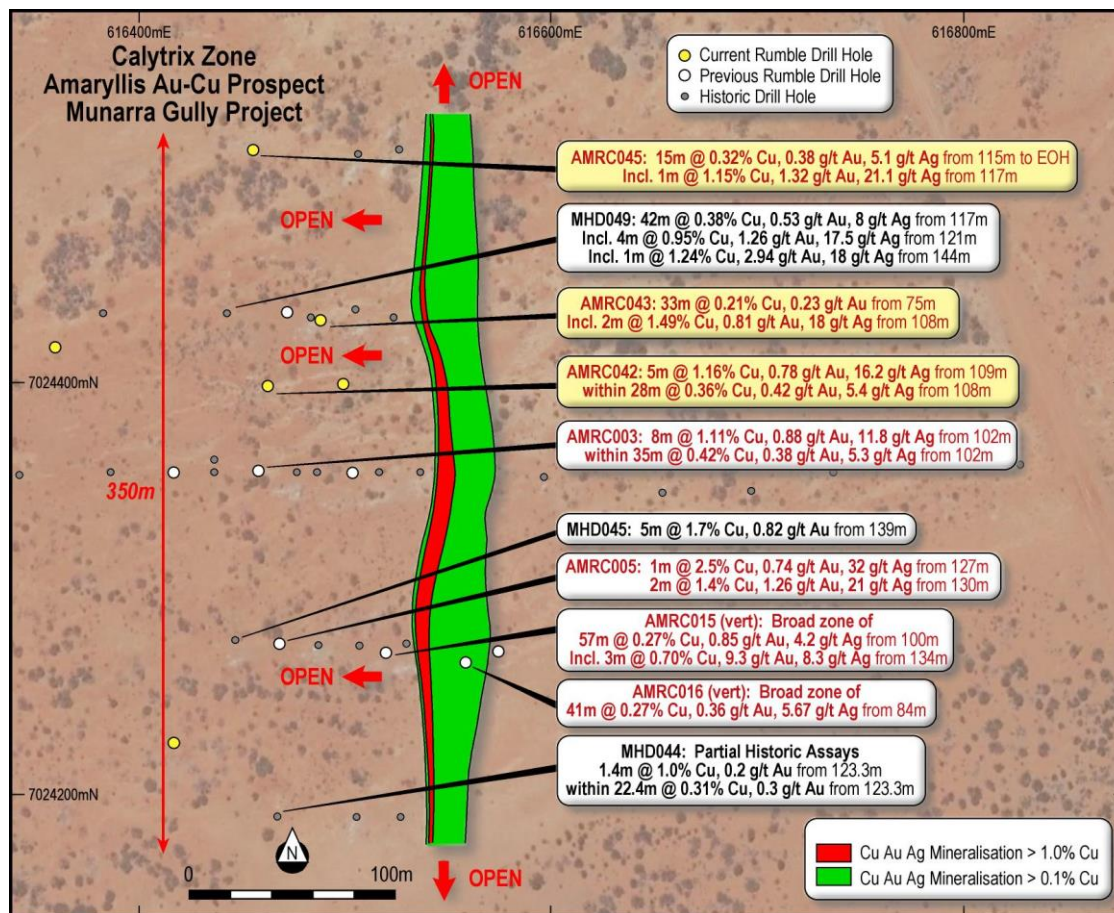 616400mE
616600mE
616800mE
Calytrix Zone
Amaryllis Au-Cu Prospect
Munarra Gully Project
OPEN
Current Rumble Drill Hole
Previous Rumble Drill Hole
Historic Drill Hole
AMRC045: 15m @ 0.32% Cu, 0.38 g/t Au, 5.1 g/t Ag from 115m to EOH
Incl. 1m @ 1.15% Cu, 1.32 g/t Au, 21.1 g/t Ag from 117m
OPEN
MHD049: 42m @ 0.38% Cu, 0.53 g/t Au, 8 g/t Ag from 117m
Incl. 4m @ 0.95% Cu, 1.26 g/t Au, 17.5 g/t Ag from 121m
Incl. 1m @ 1.24% Cu, 2.94 g/t Au, 18 g/t Ag from 144m
AMRC043: 33m @ 0.21% Cu, 0.23 g/t Au from 75m
Incl. 2m @ 1.49% Cu, 0.81 g/t Au, 18 g/t Ag from 108m
OPEN
7024400mN
AMRC042: 5m @ 1.16% Cu, 0.78 g/t Au, 16.2 g/t Ag from 109m
within 28m @ 0.36% Cu, 0.42 g/t Au, 5.4 g/t Ag from 108m
AMRC003: 8m @ 1.11% Cu, 0.88 g/t Au, 11.8 g/t Ag from 102m
within 35m @ 0.42% Cu, 0.38 g/t Au, 5.3 g/t Ag from 102m
350m
MHD045: 5m @ 1.7% Cu, 0.82 g/t Au from 139m
AMRC005: 1m @ 2.5% Cu, 0.74 g/t Au, 32 g/t Ag from 127m
2m @ 1.4% Cu, 1.26 g/t Au, 21 g/t Ag from 130m
AMRC015 (vert): Broad zone of
57m @ 0.27% Cu, 0.85 g/t Au, 4.2 g/t Ag from 100m
Incl. 3m @ 0.70% Cu, 9.3 g/t Au, 8.3 g/t Ag from 134m
OPEN
AMRC016 (vert): Broad zone of
41m @ 0.27% Cu, 0.36 g/t Au, 5.67 g/t Ag from 84m
MHD044: Partial Historic Assays
1.4m @ 1.0% Cu, 0.2 g/t Au from 123.3m
within 22.4m @ 0.31% Cu, 0.3 g/t Au from 123.3m
7024200mN
N
0
100m
OPEN
Cu Au Ag Mineralisation > 1.0% Cu
Cu Au Ag Mineralisation > 0.1% Cu